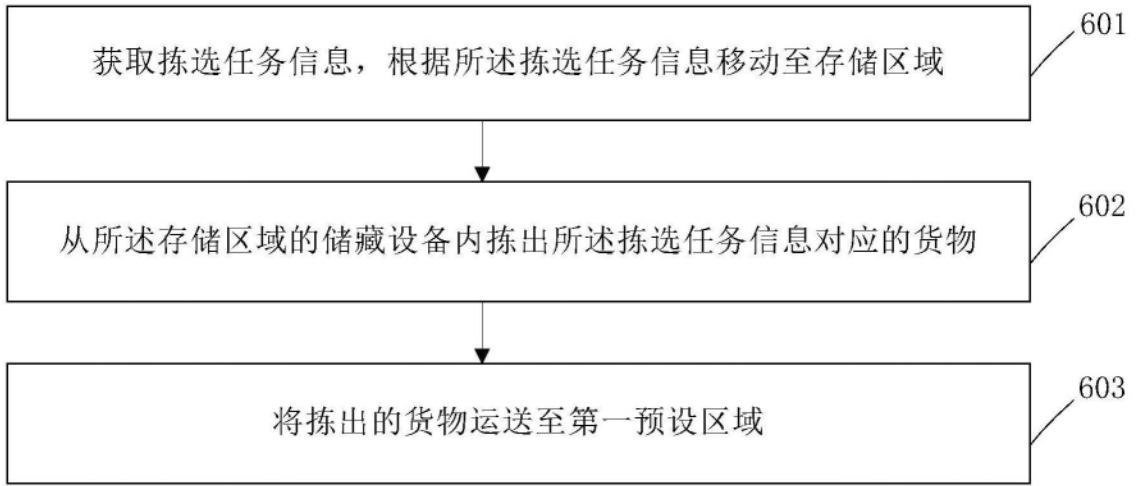 获取拣选任务信息，根据所述拣选任务信息移动至存储区域
601
从所述存储区域的储藏设备内拣出所述拣选任务信息对应的货物
602
将拣出的货物运送至第一预设区域
603